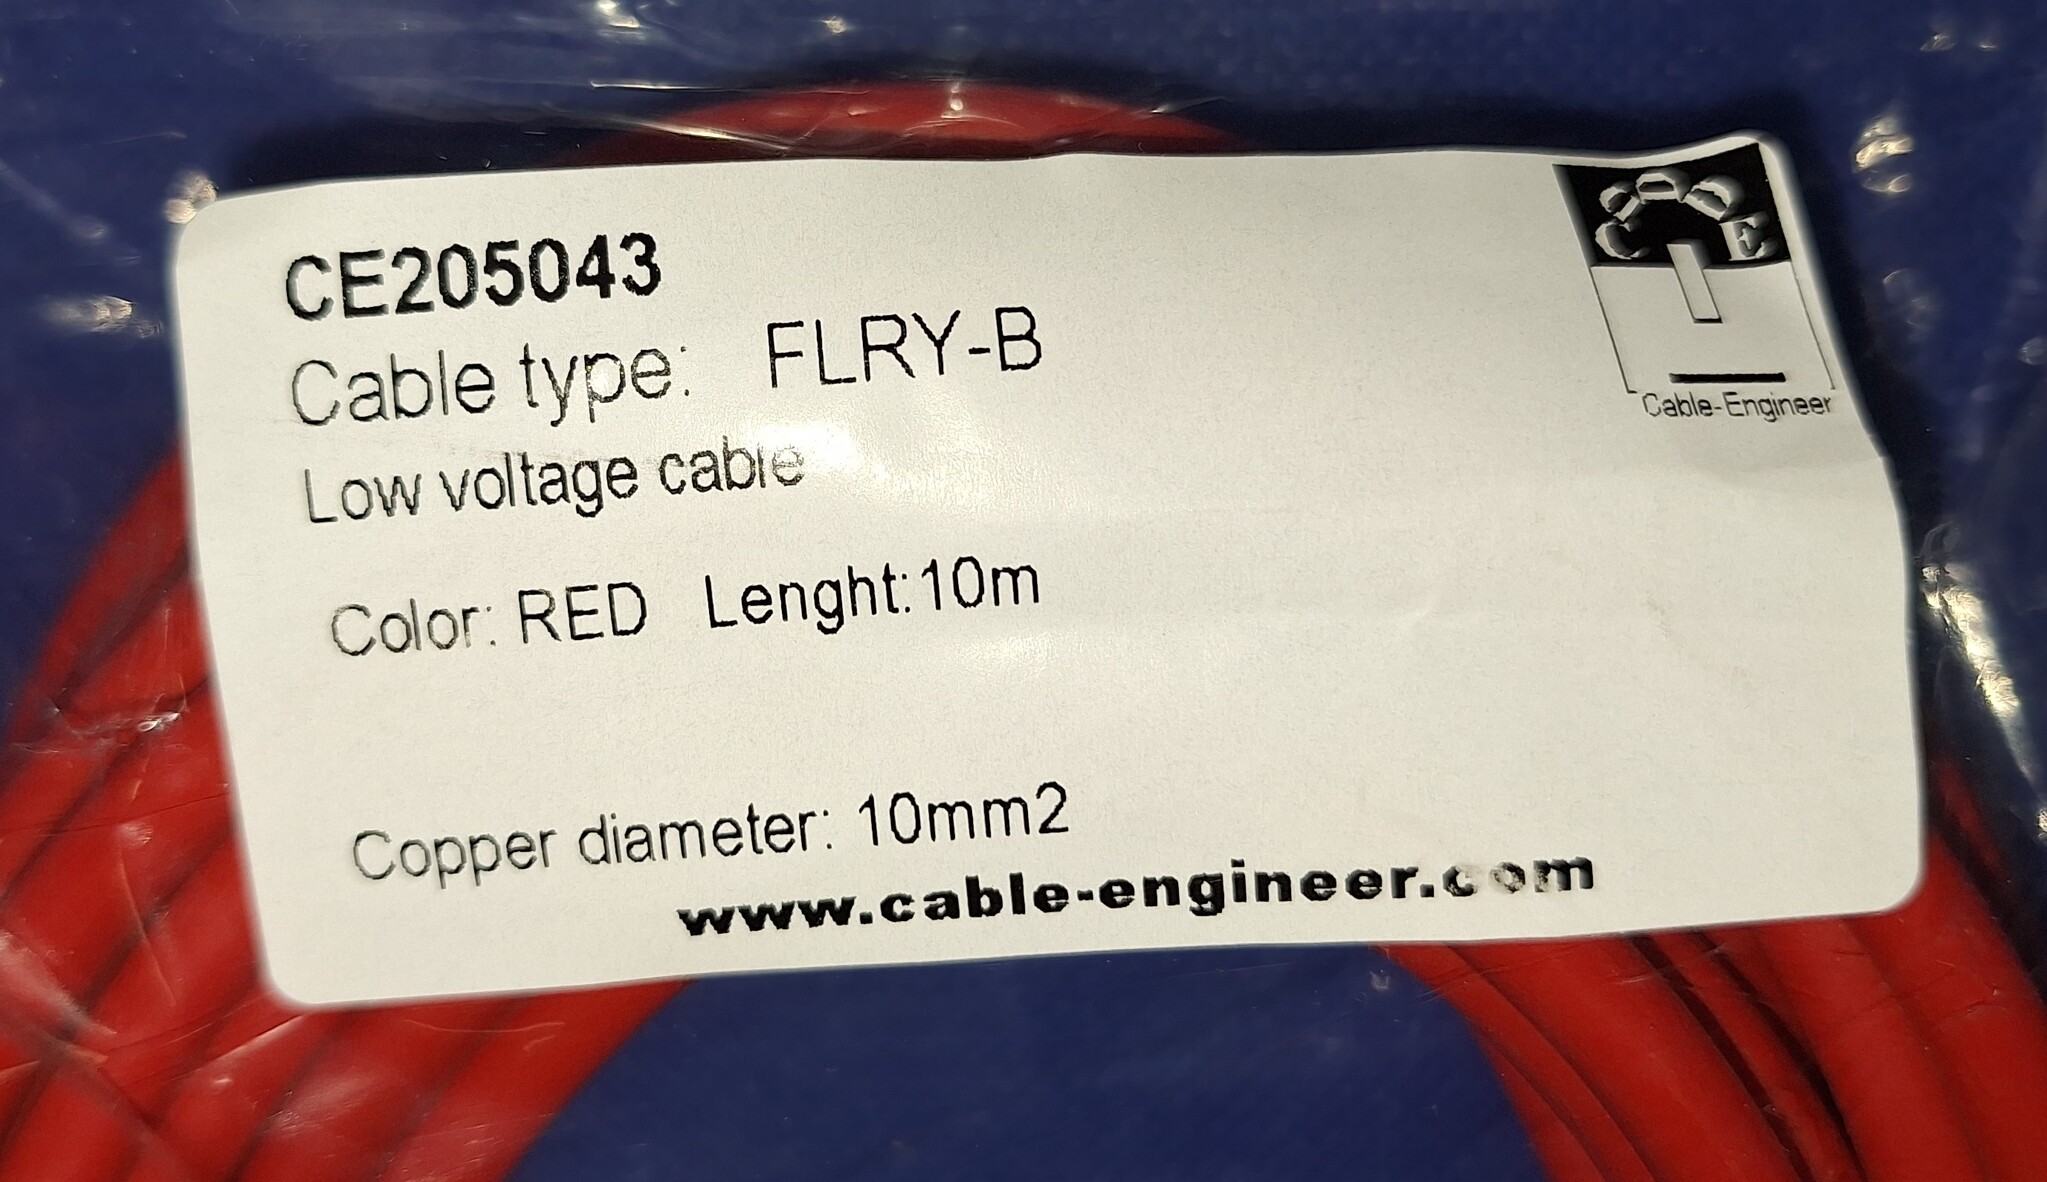 CE205043
Cable type: FLRY-B
Cable-Engineer
Low voltage cable
Color: RED Lenght:10m
Copper diameter: 10mm2
www.cable-engineer.com